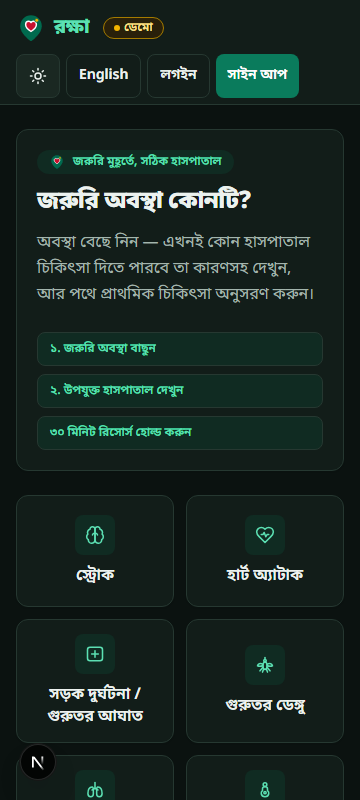 রক্ষা
ডেমো
English
লগইন
সাইন আপ
জরুরি মুহূর্তে, সঠিক হাসপাতাল
জরুরি অবস্থা কোনটি?
অবস্থা বেছে নিন — এখনই কোন হাসপাতাল
চিকিৎসা দিতে পারবে তা কারণসহ দেখুন,
আর পথে প্রাথমিক চিকিৎসা অনুসরণ করুন।
১. জরুরি অবস্থা বাছুন
২. উপযুক্ত হাসপাতাল দেখুন
৩০ মিনিট রিসোর্স হোল্ড করুন
স্ট্রোক
হার্ট অ্যাটাক
সড়ক দুর্ঘটনা /
গুরুতর আঘাত
গুরুতর ডেঙ্গু
N